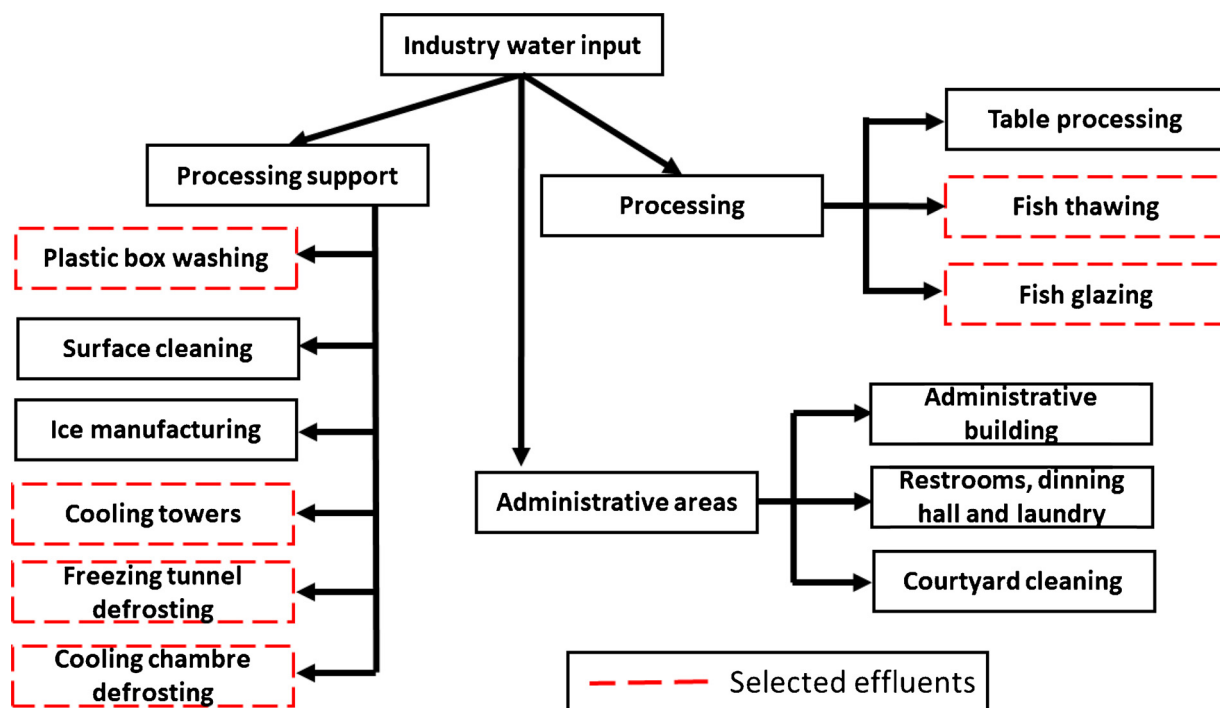 Industry water input
Processing support
Plastic box washing
Surface cleaning
Ice manufacturing
Cooling towers
Freezing tunnel
defrosting
Cooling chambre
defrosting
Processing
Table processing
Fish thawing
Fish glazing
Administrative areas
Administrative
building
Restrooms, dinning
hall and laundry
Courtyard cleaning
Selected effluents